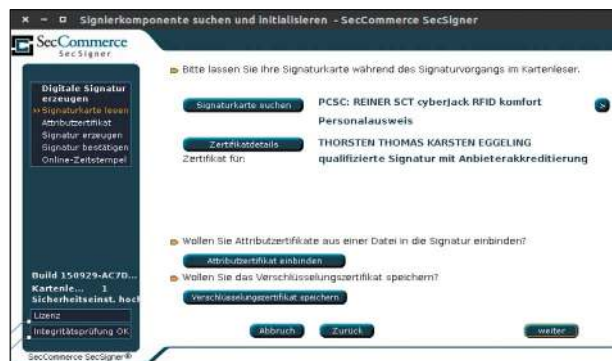 Signierkomponente suchen und initialisieren - SecCommerce SecSigner
SecCommerce
SecSigner
Bitte lassen Sie Ihre Signaturkarte während des Signaturvorgangs im Kartenleser.
Digitale Signatur
erzeugen
»Signaturkarte lesen
Attributzertifikat
Signatur erzeugen
Signatur bestätigen
Online-Zeitstempel
Signaturkarte suchen
PCSC: REINER SCT cyberJack RFID komfort
>
Personalausweis
Zertifikatdetails
THORSTEN THOMAS KARSTEN EGGELING
Zertifikat für:
qualifizierte Signatur mit Anbieterakkreditierung
Wollen Sie Attributzertifikate aus einer Datei in die Signatur einbinden?
Attributzertifikat einbinden
Wollen Sie das Verschlüsselungszertifikat speichern?
Verschlüsselungszertifikat speichern
Build 150929-AC7D...
Kartenle... 1
Sicherheitseinst. hoch
Lizenz
Integritätsprüfung OK
Abbruch
Zurück
weiter
SecCommerce SecSigner®